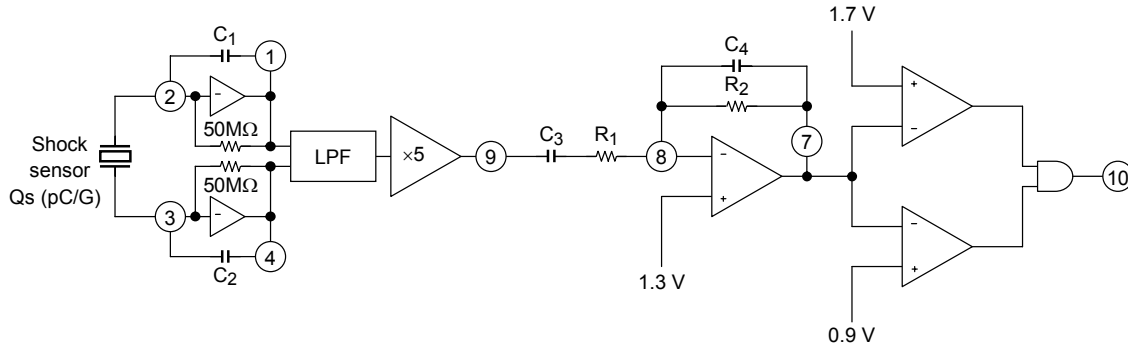 1.7 V
C1
1
2
−
50MΩ
Shock
sensor
Qs (pC/G)
50MΩ
3
−
4
C2
LPF
×5
9
C3
R1
8
C4
R2
7
−
+
1.3 V
+
−
−
+
0.9 V
10